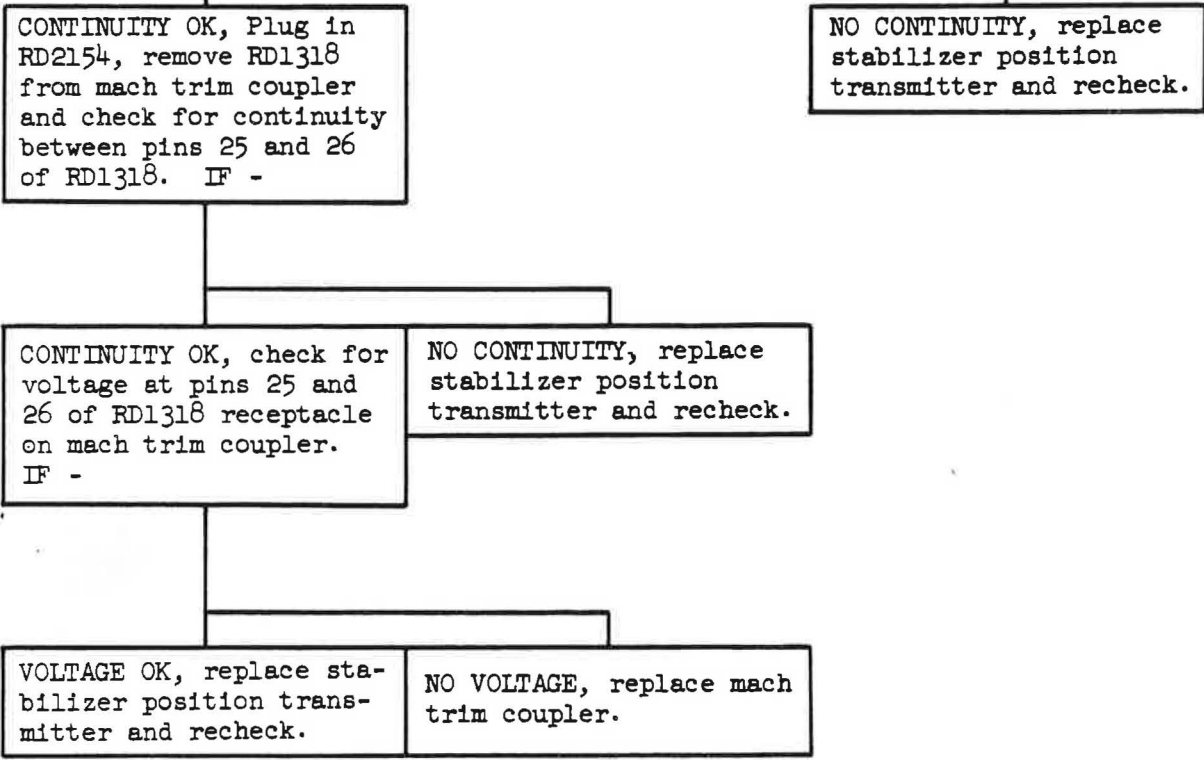 CONTINUITY OK, Plug in
RD2154, remove RD1318
from mach trim coupler
and check for continuity
between pins 25 and 26
of RD1318. IF -
NO CONTINUITY, replace
stabilizer position
transmitter and recheck.
CONTINUITY OK, check for
voltage at pins 25 and
26 of RD1318 receptacle
on mach trim coupler.
IF -
NO CONTINUITY, replace
stabilizer position
transmitter and recheck.
VOLTAGE OK, replace sta-
bilizer position trans-
mitter and recheck.
NO VOLTAGE, replace mach
trim coupler.